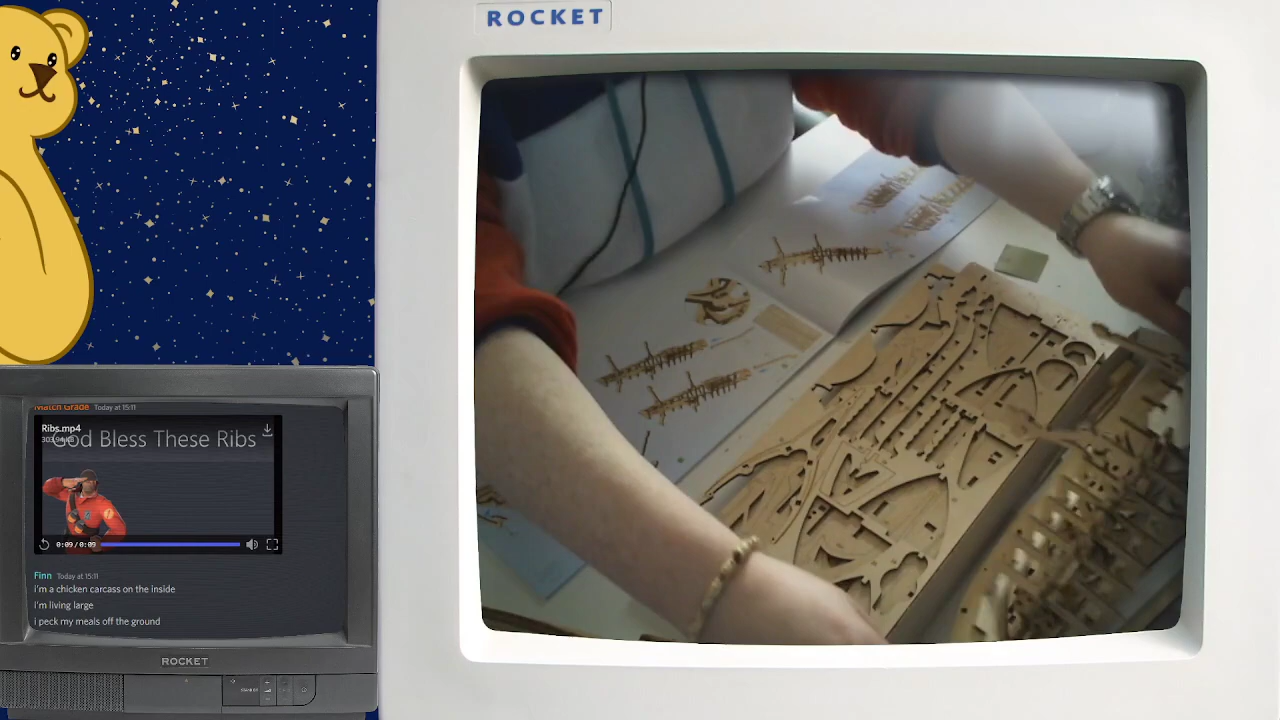 ROCKET
Match Grade Today at 15:11
Ribs.mp4
God Bless These Ribs
0:09/0:09
Finn Today at 15:11
i'm a chicken carcass on the inside
i'm living large
i peck my meals off the ground
ROCKET